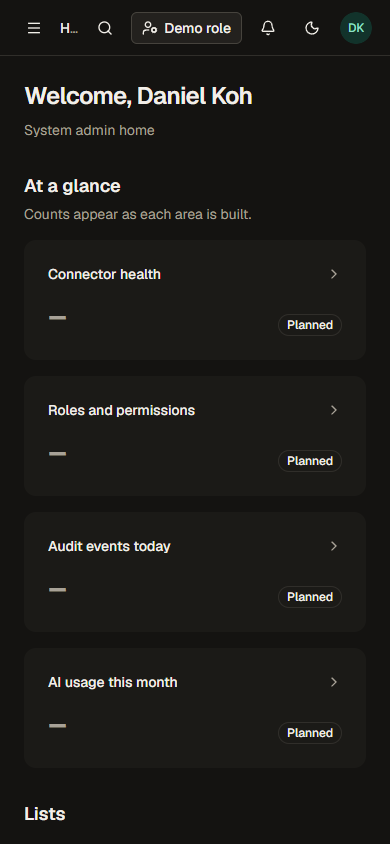 H...
Demo role
DK
Welcome, Daniel Koh
System admin home
At a glance
Counts appear as each area is built.
Connector health
—
Planned
Roles and permissions
—
Planned
Audit events today
—
Planned
AI usage this month
—
Planned
Lists